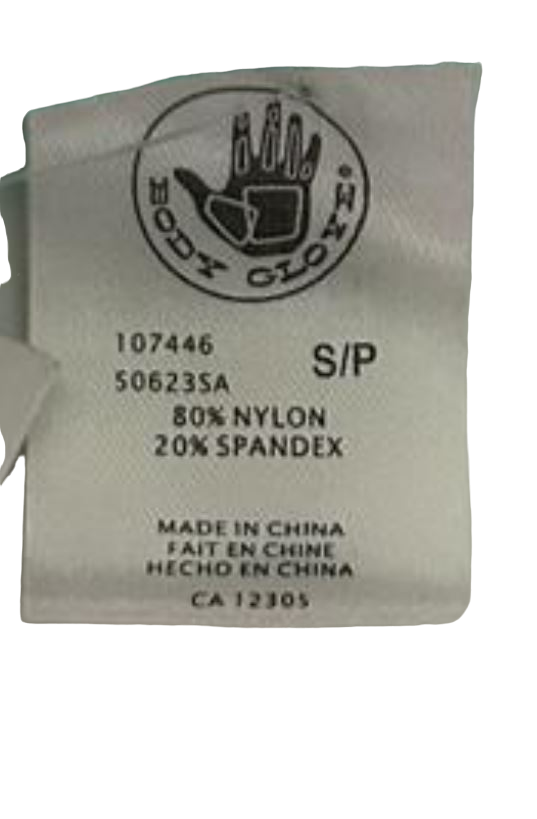 BODY GLOVE®
107446
S/P
50623SA
80% NYLON
20% SPANDEX
MADE IN CHINA
FAIT EN CHINE
HECHO EN CHINA
CA 12305